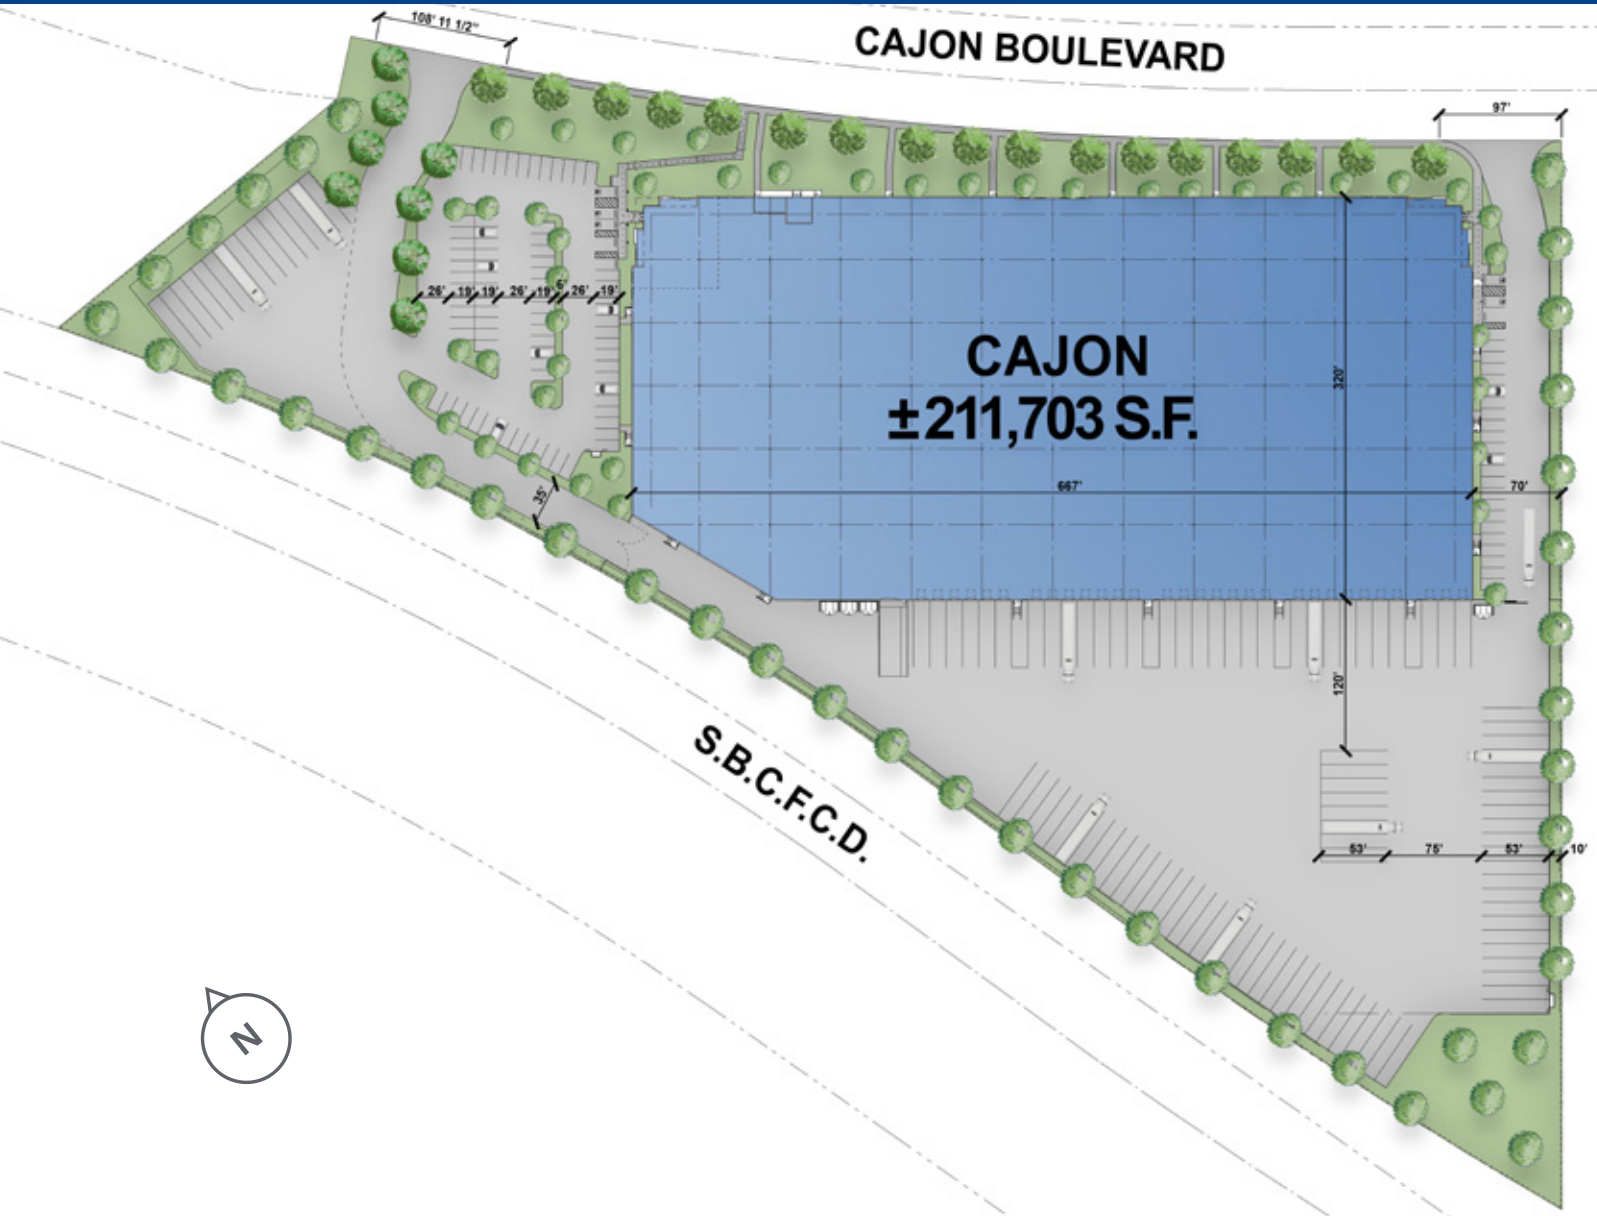 108' 11 1/2"
CAJON BOULEVARD
97'
26' 19' 19' 26' 19' 6' 26' 19'
CAJON
±211,703 S.F.
320'
667'
70'
35'
120'
S.B.C.F.C.D.
53' 75' 53' 10'
N